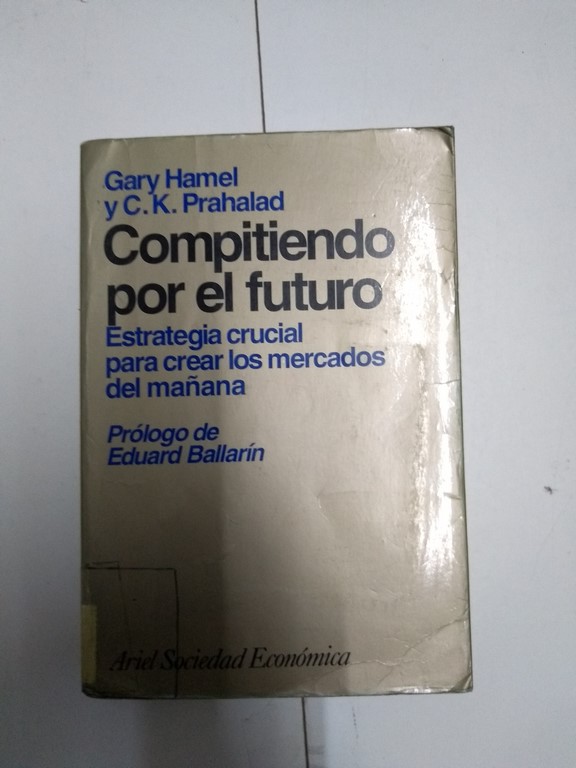 Gary Hamel
y C. K. Prahalad
Compitiendo
por el futuro
Estrategia crucial
para crear los mercados
del mañana
Prólogo de
Eduard Ballarín
Ariel Sociedad Económica